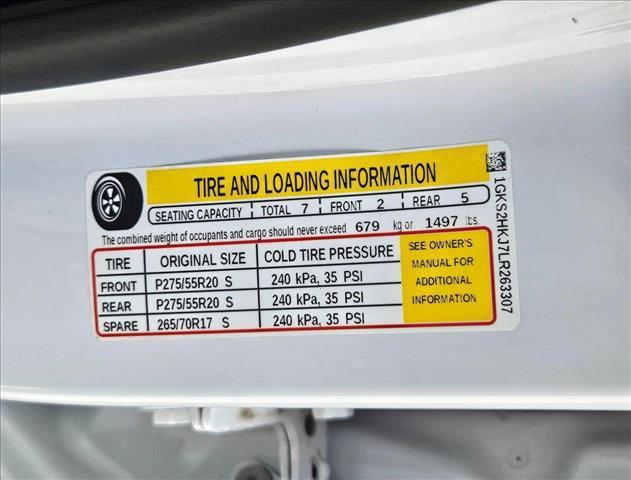 TIRE AND LOADING INFORMATION
SEATING CAPACITY TOTAL 7 FRONT 2 REAR 5
The combined weight of occupants and cargo should never exceed 679 kg or 1497 lbs.
TIRE ORIGINAL SIZE COLD TIRE PRESSURE
FRONT P275/55R20 S 240 kPa, 35 PSI
REAR P275/55R20 S 240 kPa, 35 PSI
SPARE 265/70R17 S 240 kPa, 35 PSI
SEE OWNER'S
MANUAL FOR
ADDITIONAL
INFORMATION
1GKS2HKJ7LR263307